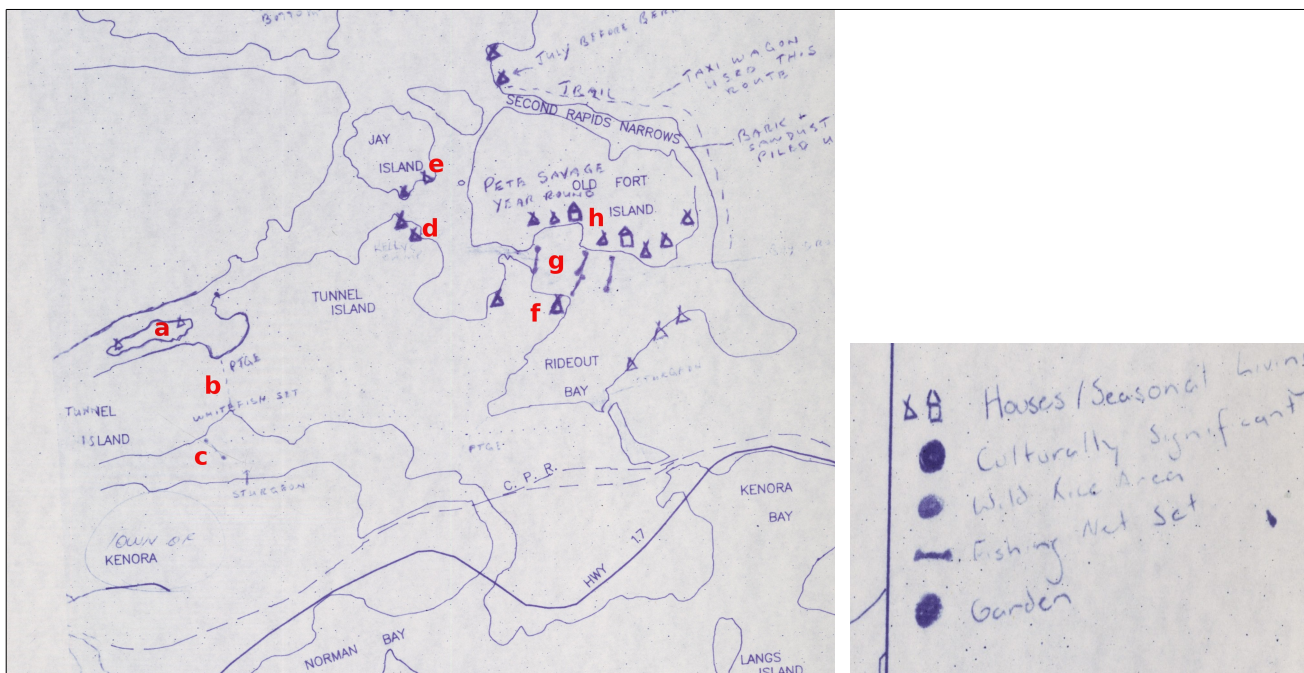 JULY BEFORE
TRAIL
TAXI WAGON
USED THIS
ROUTE
SECOND RAPIDS NARROWS
BARK +
SAWDUST
PILED
JAY
ISLAND
e
PETE SAVAGE
YEAR ROUND
OLD FORT
ISLAND
h
d
g
TUNNEL
ISLAND
f
a
PTGE
b
RIDEOUT
BAY
STURGEON
WHITEFISH SET
TUNNEL
ISLAND
c
PTGE
STURGEON
C. P. R.
KENORA
BAY
TOWN OF
KENORA
HWY 17
NORMAN BAY
LANGS
ISLAND
Houses/Seasonal Living
Culturally Significant
Wild Rice Area
Fishing Net Set
Garden